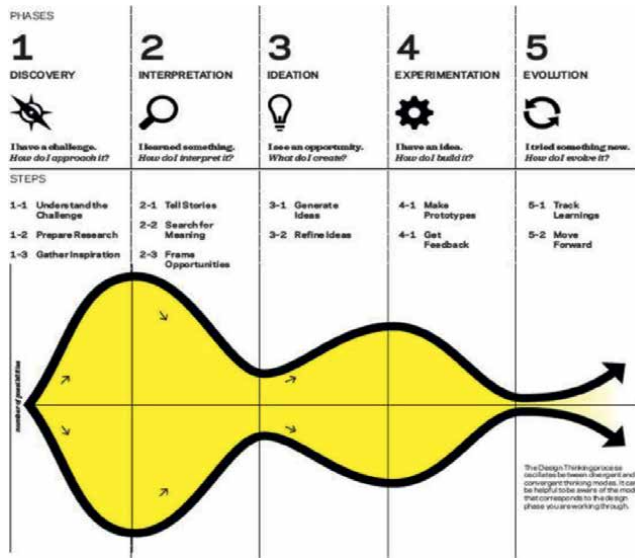 PHASES
1
DISCOVERY
I have a challenge.
How do I approach it?
2
INTERPRETATION
I learned something.
How do I interpret it?
3
IDEATION
I see an opportunity.
What do I create?
4
EXPERIMENTATION
I have an idea.
How do I build it?
5
EVOLUTION
I tried something new.
How do I evolve it?
STEPS
1-1 Understand the
Challenge
1-2 Prepare Research
1-3 Gather Inspiration
2-1 Tell Stories
2-2 Search for
Meaning
2-3 Frame
Opportunities
3-1 Generate
Ideas
3-2 Refine Ideas
4-1 Make
Prototypes
4-1 Get
Feedback
5-1 Track
Learnings
5-2 Move
Forward
number of possibilities
The Design Thinking process
oscillates between divergent and
convergent thinking modes. It can
be helpful to be aware of the mod
that corresponds to the design
phase you are working through.